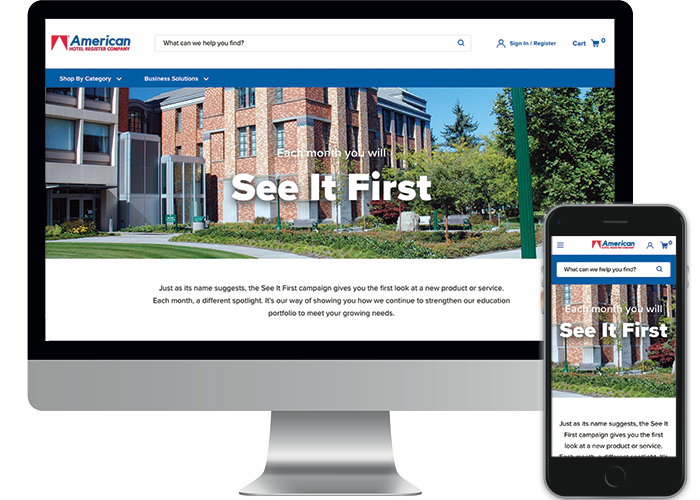 American
HOTEL REGISTER COMPANY
What can we help you find?
Sign In / Register
Cart
0
Shop By Category
Business Solutions
Each month you will
See It First
Just as its name suggests, the See It First campaign gives you the first look at a new product or service.
Each month, a different spotlight. It's our way of showing you how we continue to strengthen our education
portfolio to meet your growing needs.
American
HOTEL REGISTER COMPANY
0
What can we help you find?
Each month you will
See It First
Just as its name suggests, the See It
First campaign gives you the first
look at a new product or service.
Each month, a different spotlight. It's